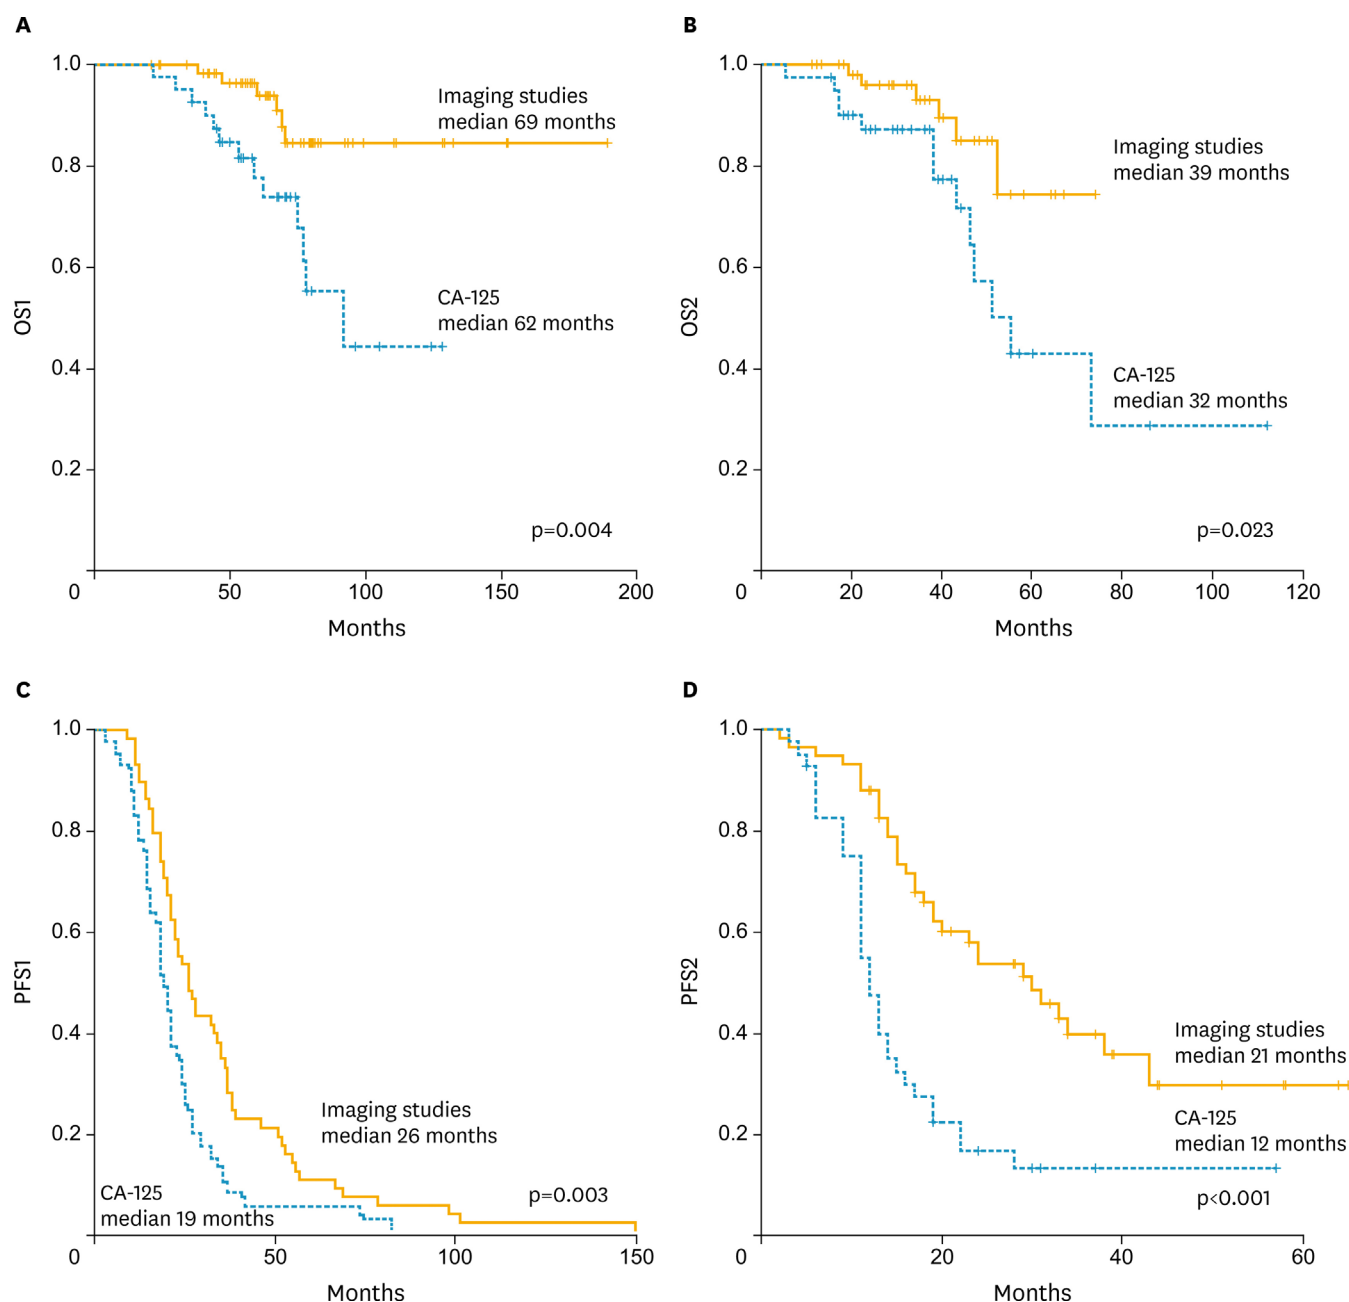 A
1.0
0.8
0.6
0.4
0.2
0
OS1
Imaging studies
median 69 months
CA-125
median 62 months
p=0.004
50
100
150
200
Months
B
1.0
0.8
0.6
0.4
0.2
0
OS2
Imaging studies
median 39 months
CA-125
median 32 months
p=0.023
20
40
60
80
100
120
Months
C
1.0
0.8
0.6
0.4
0.2
0
PFS1
Imaging studies
median 26 months
CA-125
median 19 months
p=0.003
50
100
150
Months
D
1.0
0.8
0.6
0.4
0.2
0
PFS2
Imaging studies
median 21 months
CA-125
median 12 months
p<0.001
20
40
60
Months